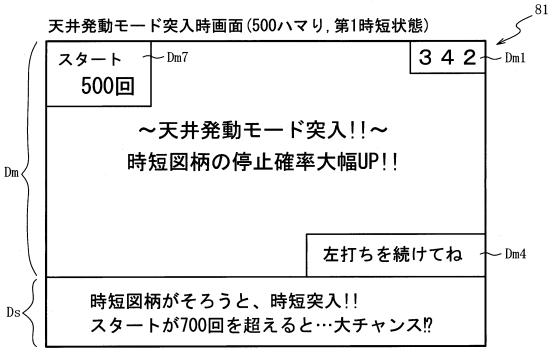 天井発動モード突入時画面(500ハマり,第1時短状態)
81
スタート
500回
Dm7
342
Dm1
～天井発動モード突入!!～
時短図柄の停止確率大幅UP!!
Dm
左打ちを続けてね
Dm4
時短図柄がそろうと、時短突入!!
スタートが700回を超えると…大チャンス!?
Ds